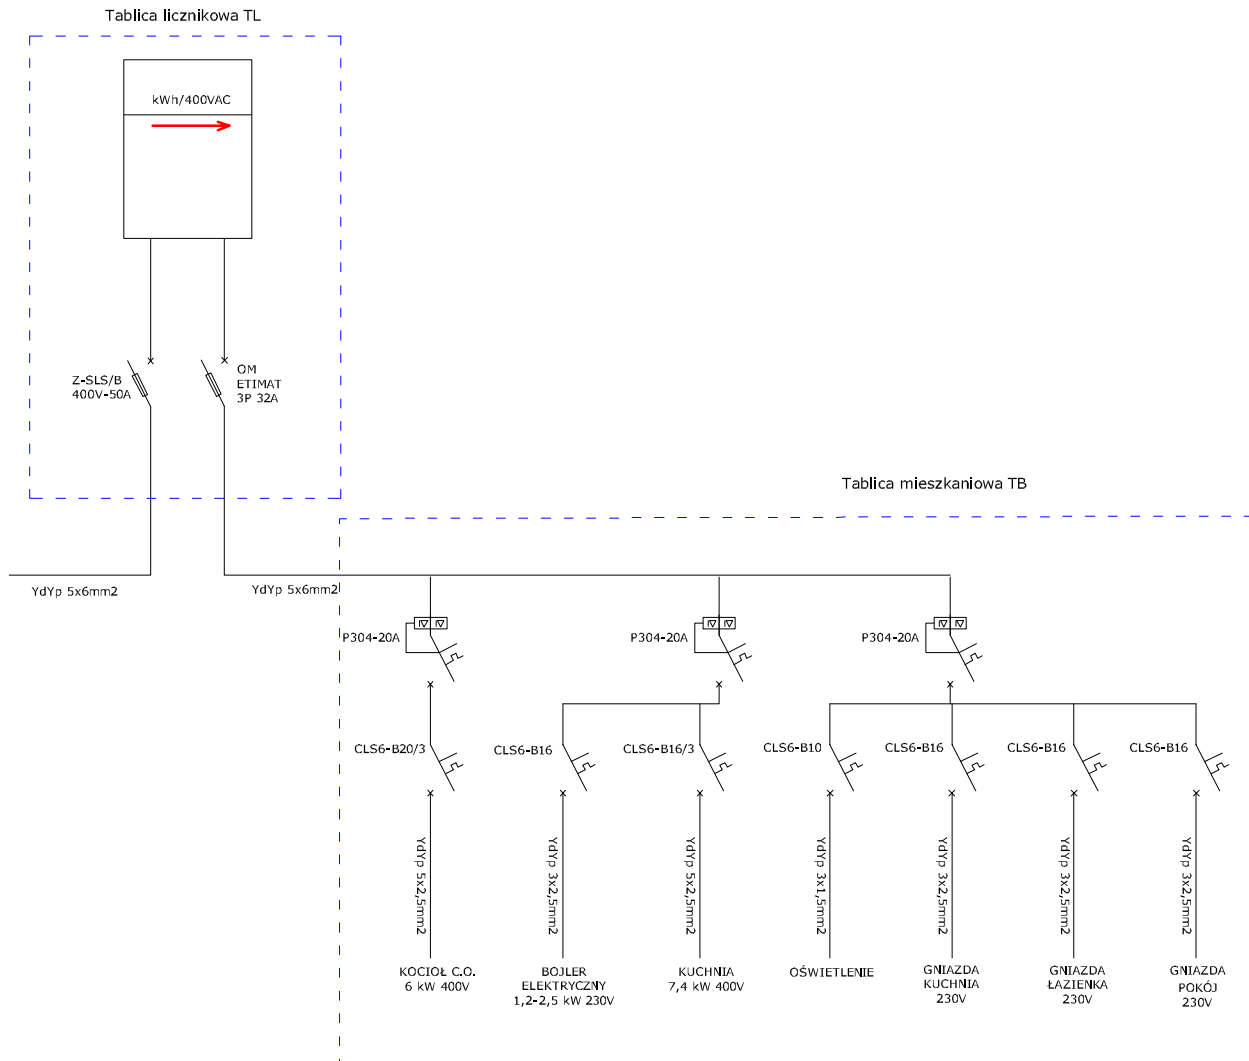 Tablica licznikowa TL
kWh/400VAC
Z-SLS/B
400V-50A
OM
ETIMAT
3P 32A
Tablica mieszkaniowa TB
YdYp 5x6mm2
YdYp 5x6mm2
P304-20A
P304-20A
P304-20A
CLS6-B20/3
CLS6-B16
CLS6-B16/3
CLS6-B10
CLS6-B16
CLS6-B16
CLS6-B16
YdYp 5x2,5mm2
YdYp 3x2,5mm2
YdYp 5x2,5mm2
YdYp 3x1,5mm2
YdYp 3x2,5mm2
YdYp 3x2,5mm2
YdYp 3x2,5mm2
KOCIOŁ C.O.
6 kW 400V
BOJLER
ELEKTRYCZNY
1,2-2,5 kW 230V
KUCHNIA
7,4 kW 400V
OŚWIETLENIE
GNIAZDA
KUCHNIA
230V
GNIAZDA
ŁAZIENKA
230V
GNIAZDA
POKÓJ
230V